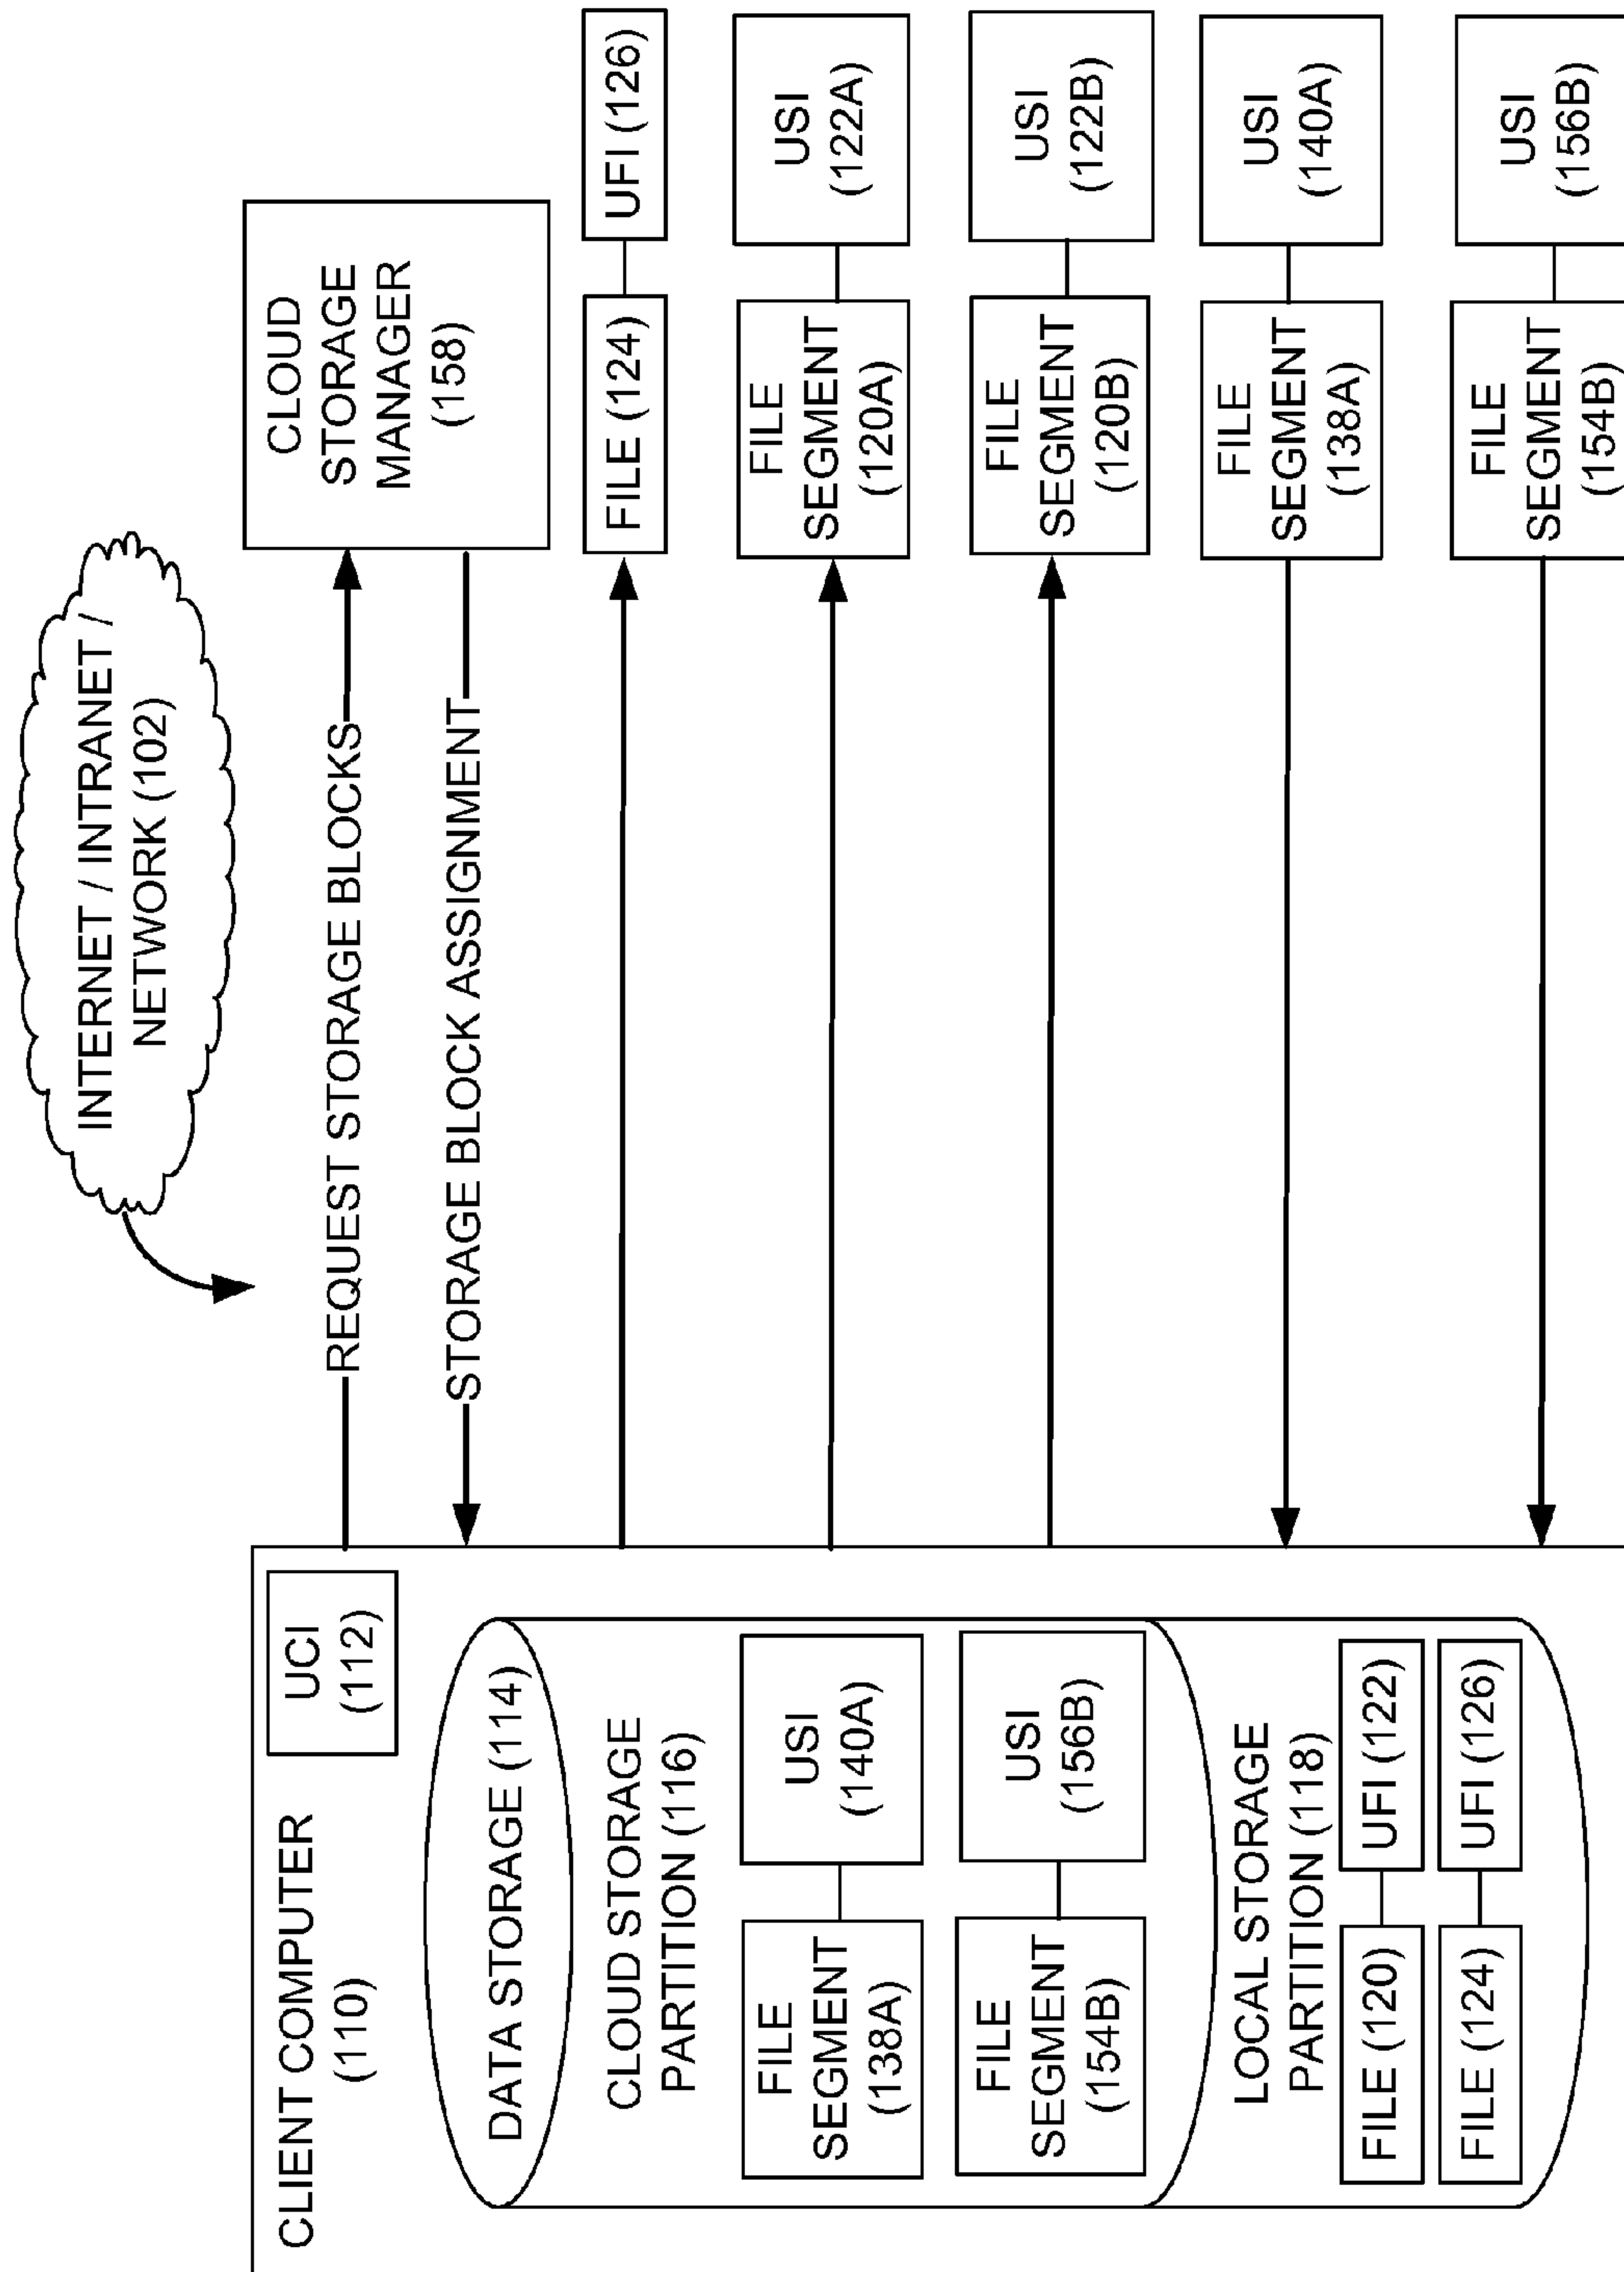 INTERNET / INTRANET /
NETWORK (102)
CLIENT COMPUTER
(110)
UCI
(112)
REQUEST STORAGE BLOCKS
STORAGE BLOCK ASSIGNMENT
CLOUD
STORAGE
MANAGER
(158)
DATA STORAGE (114)
CLOUD STORAGE
PARTITION (116)
FILE
SEGMENT
(138A)
USI
(140A)
FILE
SEGMENT
(154B)
USI
(156B)
LOCAL STORAGE
PARTITION (118)
FILE (120)
UFI (122)
FILE (124)
UFI (126)
FILE (124)
UFI (126)
FILE
SEGMENT
(120A)
USI
(122A)
FILE
SEGMENT
(120B)
USI
(122B)
FILE
SEGMENT
(138A)
USI
(140A)
FILE
SEGMENT
(154B)
USI
(156B)